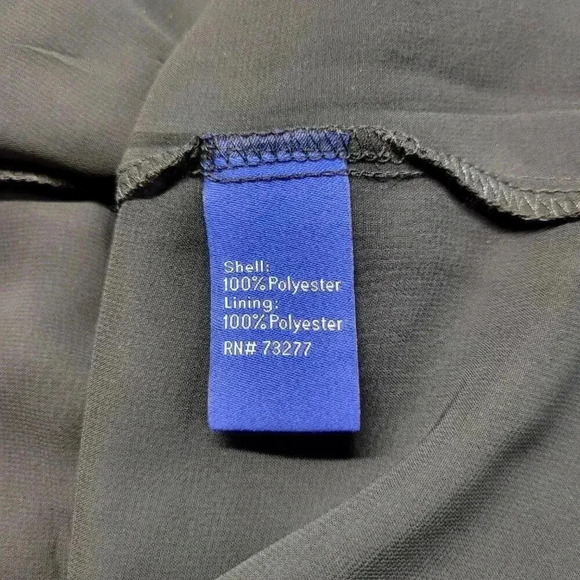 Shell:
100% Polyester
Lining:
100% Polyester
RN# 73277